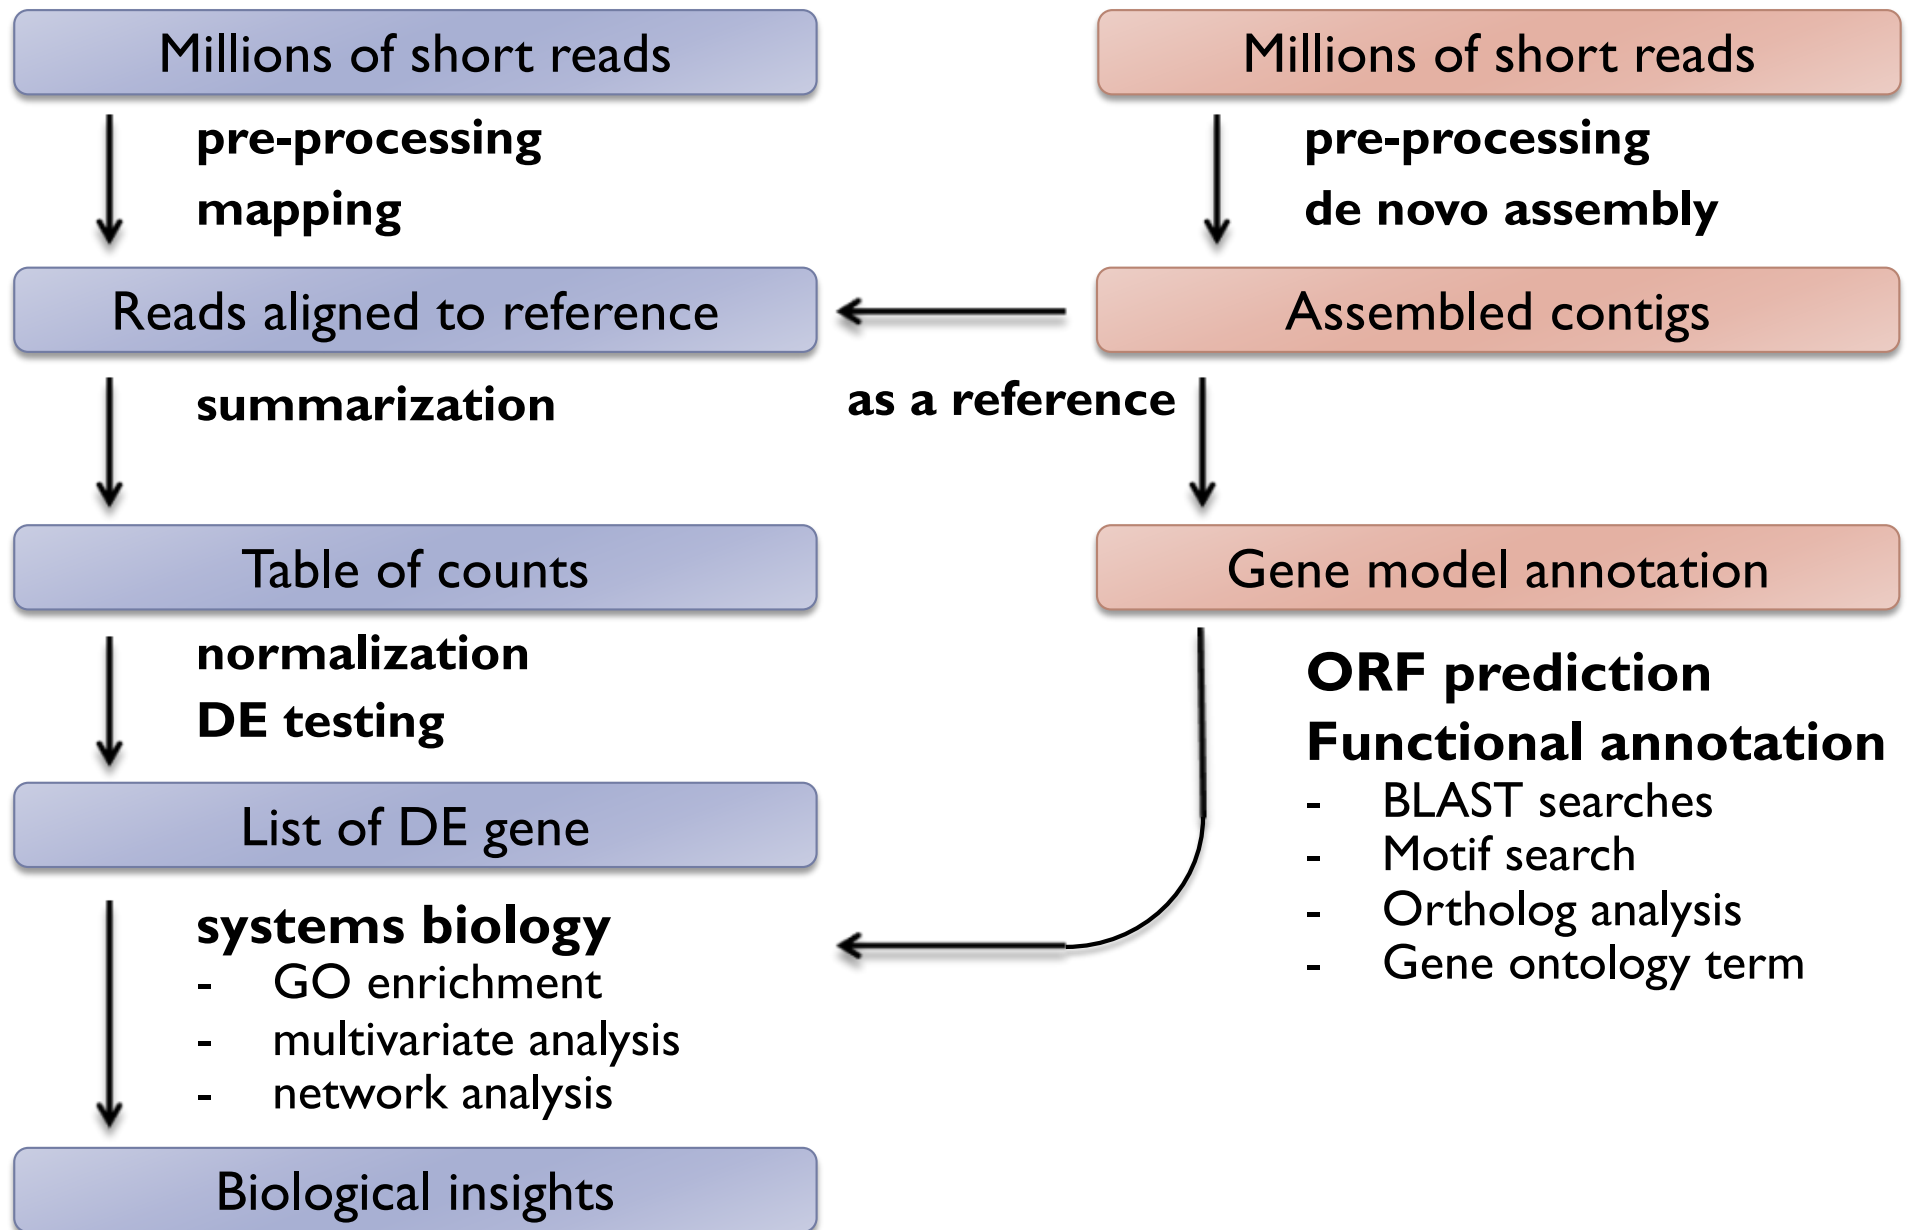 Millions of short reads
pre-processing
mapping
Reads aligned to reference
summarization
Table of counts
normalization
DE testing
List of DE gene
systems biology
- GO enrichment
- multivariate analysis
- network analysis
Biological insights
Millions of short reads
pre-processing
de novo assembly
Assembled contigs
as a reference
Gene model annotation
ORF prediction
Functional annotation
- BLAST searches
- Motif search
- Ortholog analysis
- Gene ontology term